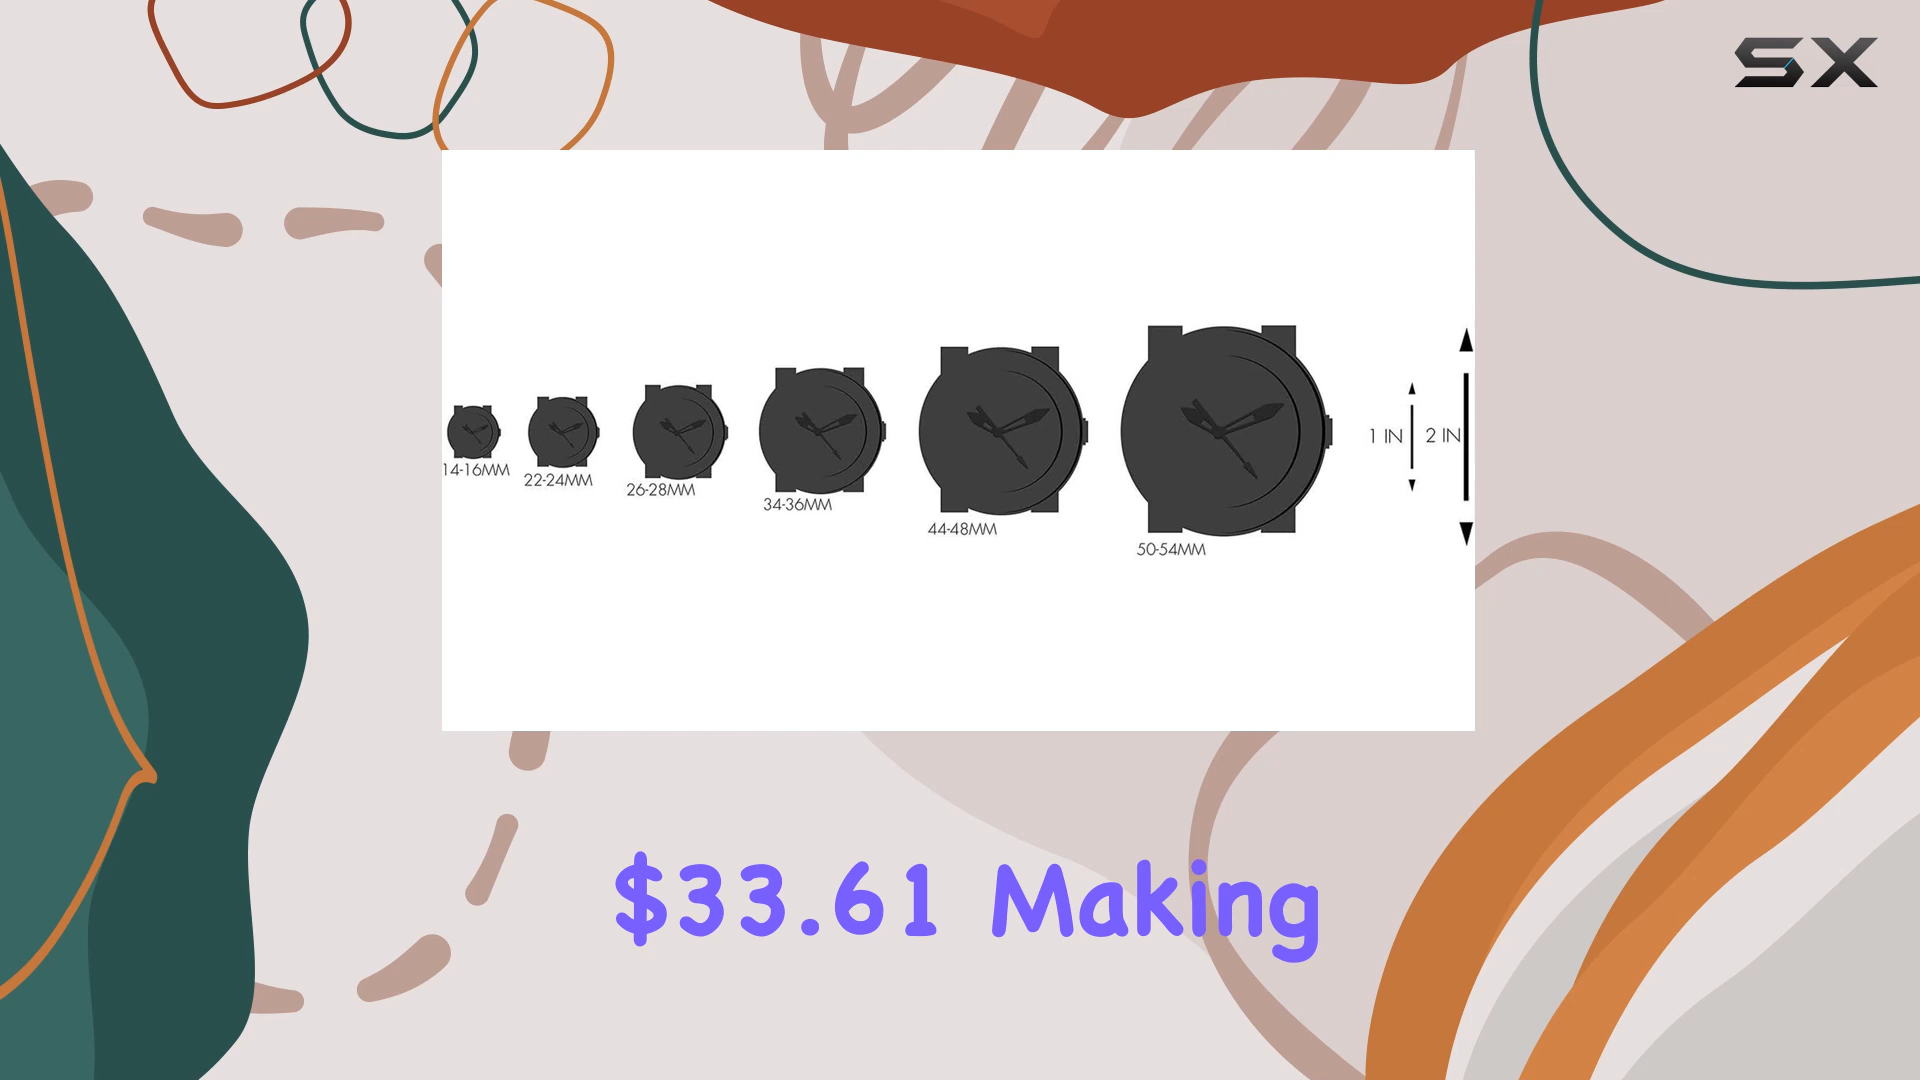 SX
14-16MM
22-24MM
26-28MM
34-36MM
44-48MM
50-54MM
1 IN
2 IN
$33.61 Making